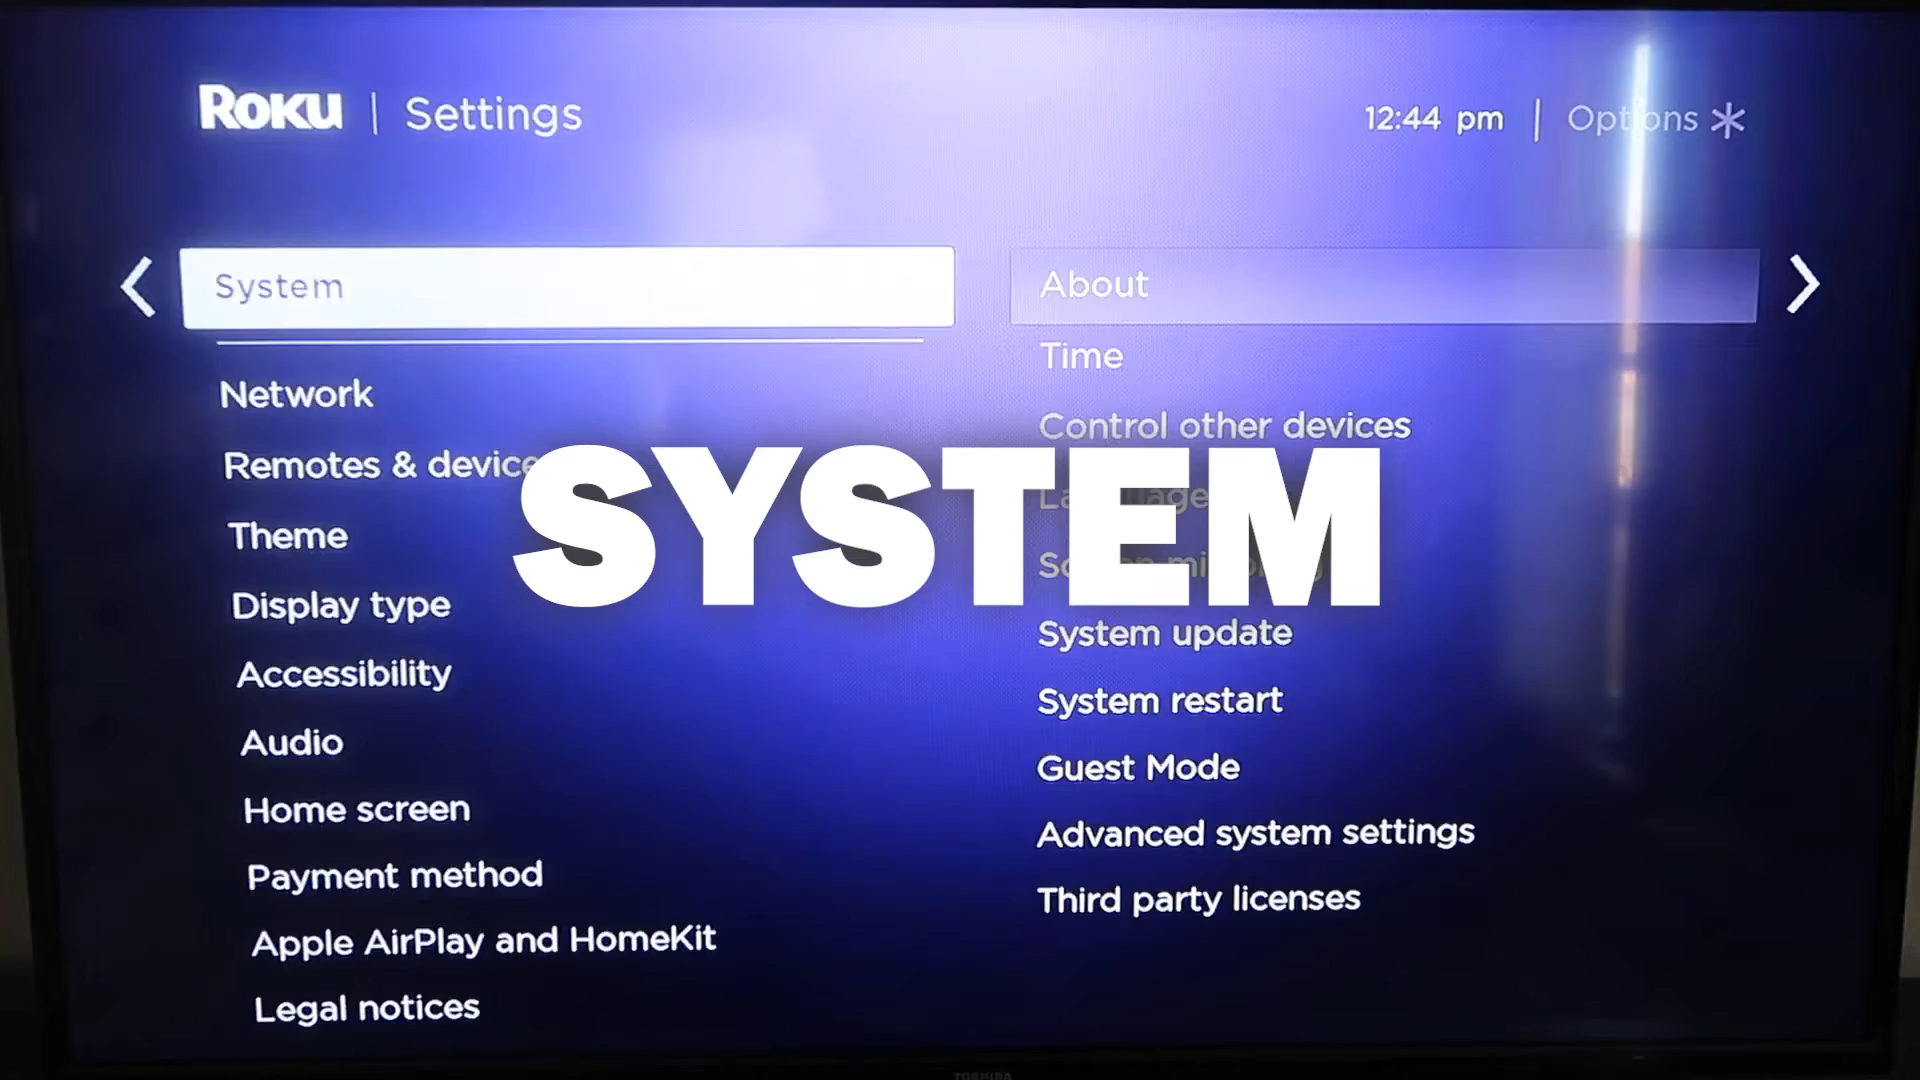 Roku | Settings
12:44 pm | Options *
System
Network
Remotes & device
Theme
Display type
Accessibility
Audio
Home screen
Payment method
Apple AirPlay and HomeKit
Legal notices
About
Time
Control other devices
System update
System restart
Guest Mode
Advanced system settings
Third party licenses
SYSTEM
TOSHIBA